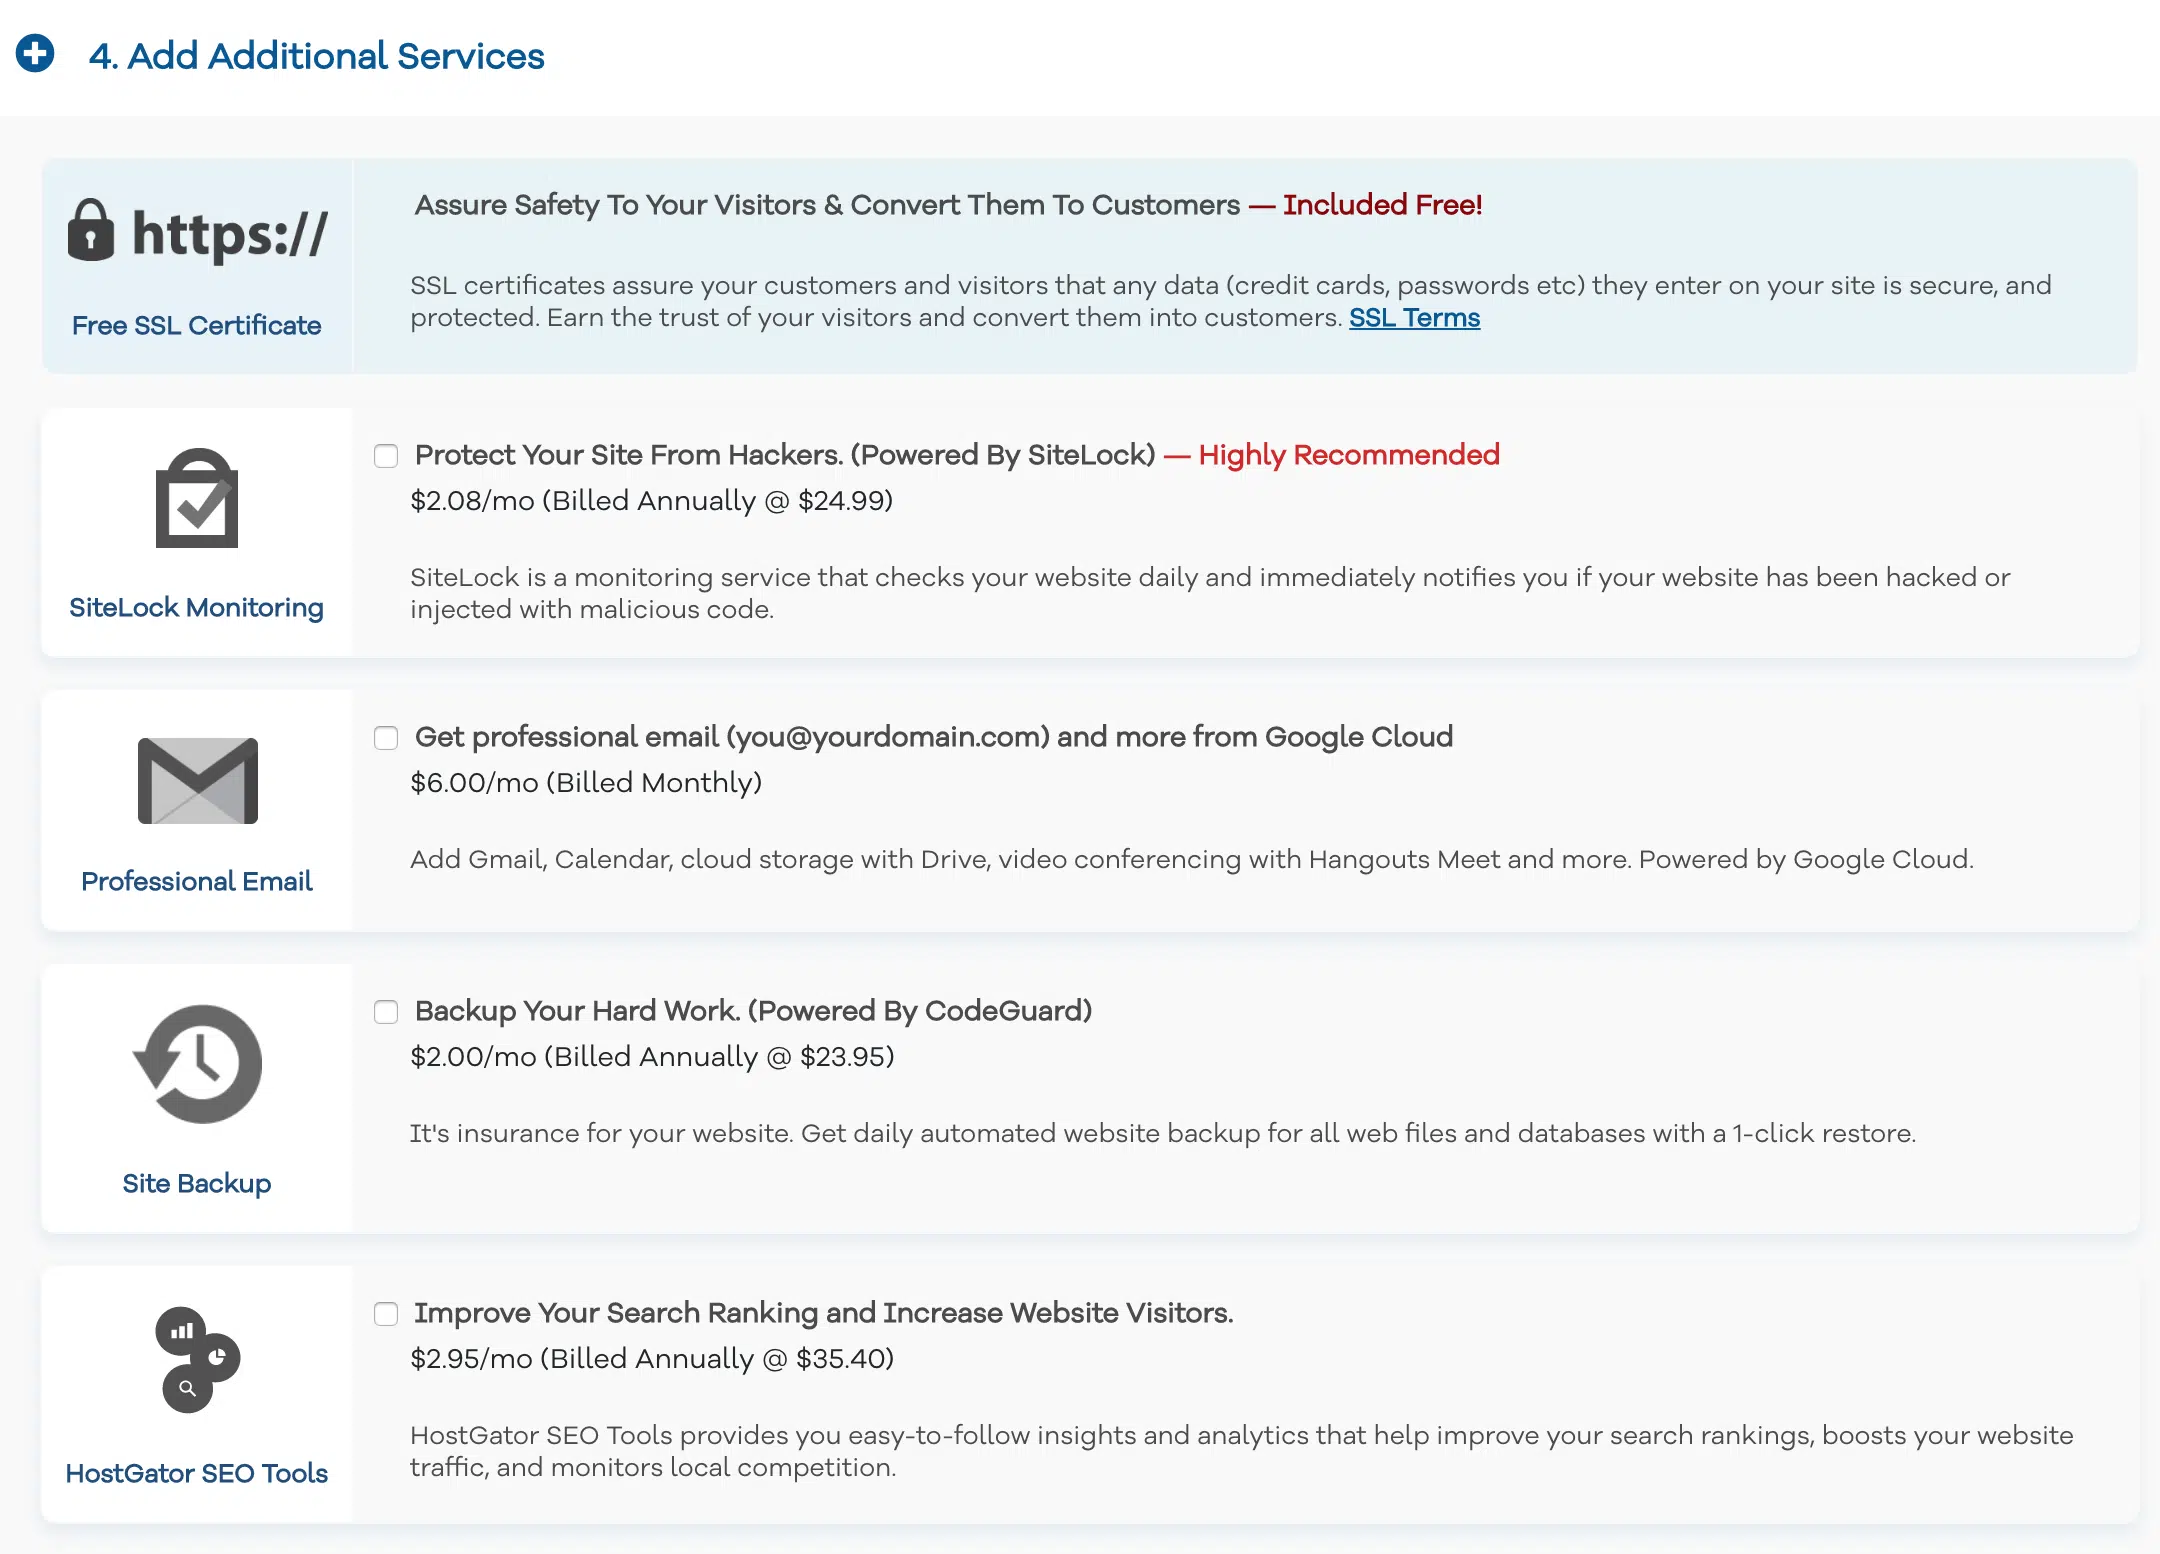 4. Add Additional Services
https://
Free SSL Certificate
Assure Safety To Your Visitors & Convert Them To Customers — Included Free!
SSL certificates assure your customers and visitors that any data (credit cards, passwords etc) they enter on your site is secure, and
protected. Earn the trust of your visitors and convert them into customers. SSL Terms
SiteLock Monitoring
Protect Your Site From Hackers. (Powered By SiteLock) — Highly Recommended
$2.08/mo (Billed Annually @ $24.99)
SiteLock is a monitoring service that checks your website daily and immediately notifies you if your website has been hacked or
injected with malicious code.
Professional Email
Get professional email (you@yourdomain.com) and more from Google Cloud
$6.00/mo (Billed Monthly)
Add Gmail, Calendar, cloud storage with Drive, video conferencing with Hangouts Meet and more. Powered by Google Cloud.
Site Backup
Backup Your Hard Work. (Powered By CodeGuard)
$2.00/mo (Billed Annually @ $23.95)
It's insurance for your website. Get daily automated website backup for all web files and databases with a 1-click restore.
HostGator SEO Tools
Improve Your Search Ranking and Increase Website Visitors.
$2.95/mo (Billed Annually @ $35.40)
HostGator SEO Tools provides you easy-to-follow insights and analytics that help improve your search rankings, boosts your website
traffic, and monitors local competition.